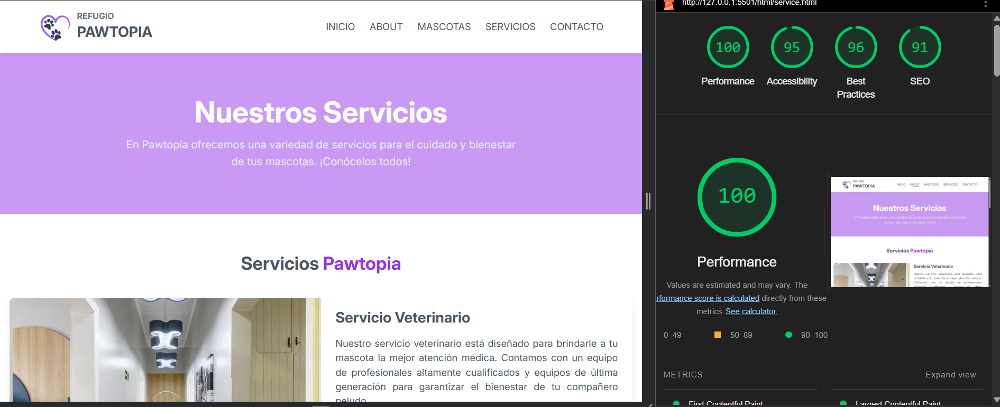 REFUGIO
PAWTOPIA
INICIO ABOUT MASCOTAS SERVICIOS CONTACTO
Nuestros Servicios
En Pawtopía ofrecemos una variedad de servicios para el cuidado y bienestar
de tus mascotas. ¡Conócelos todos!
Servicios Pawtopia
Servicio Veterinario
Nuestro servicio veterinario está diseñado para brindarle a tu
mascota la mejor atención médica. Contamos con un equipo
de profesionales altamente cualificados y equipos de última
generación para garantizar el bienestar de tu compañero
peludo
http://127.0.0.1:5501/html/service.html
100 95 96 91
Performance Accessibility Best Practices SEO
100
Performance
Values are estimated and may vary. The
rformance score is calculated directly from these
metrics. See calculator.
0–49 50–89 90–100
REFUGIO
PAWTOPIA
INICIO ABOUT MASCOTAS SERVICIOS CONTACTO
Nuestros Servicios
En Pawtopía ofrecemos una variedad de servicios para el cuidado y bienestar
de tus mascotas. ¡Conócelos todos!
Servicios Pawtopia
Servicio Veterinario
Nuestro servicio veterinario está diseñado para
brindarle a tu mascota la mejor atención médica.
Contamos con un equipo de profesionales
altamente cualificados y equipos de última
METRICS
Expand view
First Contentful Paint
Largest Contentful Paint